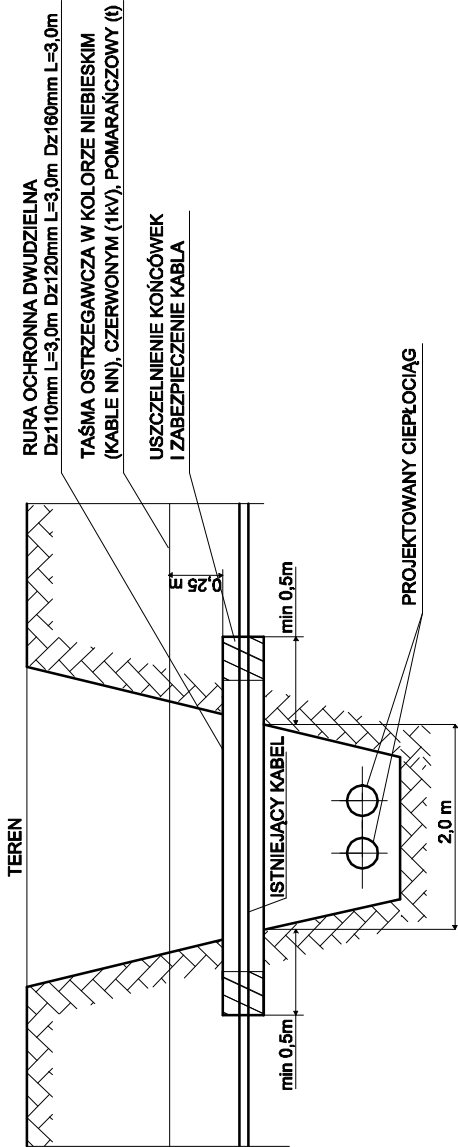 TEREN
RURA OCHRONNA DWUDZIELNA
Dz110mm L=3,0m Dz120mm L=3,0m Dz160mm L=3,0m
TAŚMA OSTRZEGAWCZA W KOLORZE NIEBIESKIM
(KABLE NN), CZERWONYM (1kV), POMARAŃCZOWY (t)
USZCZELNIENIE KOŃCÓWEK
I ZABEZPIECZENIE KABLA
0,25 m
min 0,5m
ISTNIEJĄCY KABEL
min 0,5m
PROJEKTOWANY CIEPŁOCIĄG
2,0 m